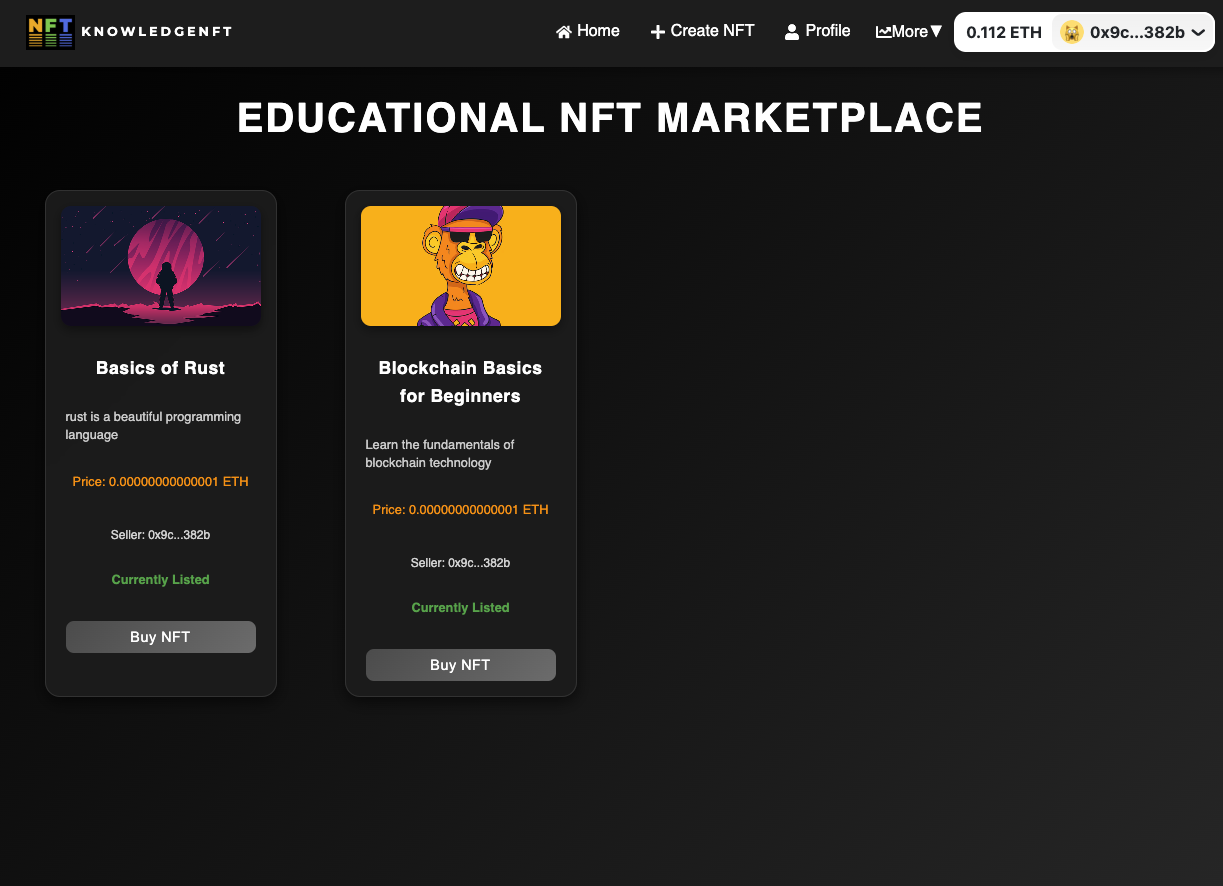 NFT KNOWLEDGENFT
Home
Create NFT
Profile
More▼
0.112 ETH
0x9c...382b
EDUCATIONAL NFT MARKETPLACE
Basics of Rust
rust is a beautiful programming
language
Price: 0.00000000000001 ETH
Seller: 0x9c...382b
Currently Listed
Buy NFT
Blockchain Basics
for Beginners
Learn the fundamentals of
blockchain technology
Price: 0.00000000000001 ETH
Seller: 0x9c...382b
Currently Listed
Buy NFT